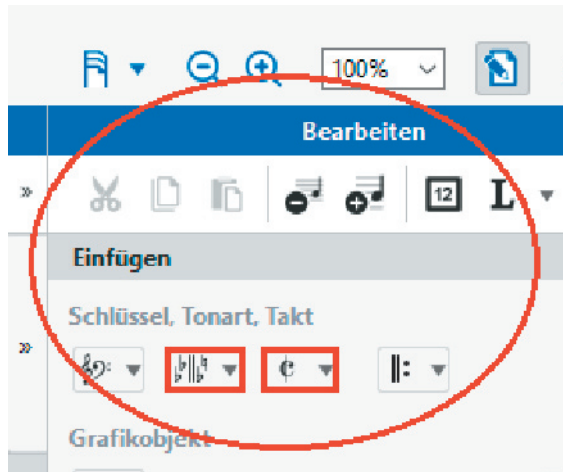 100%
Bearbeiten
»
12 L
Einfügen
Schlüssel, Tonart, Takt
»
Grafikobjekt